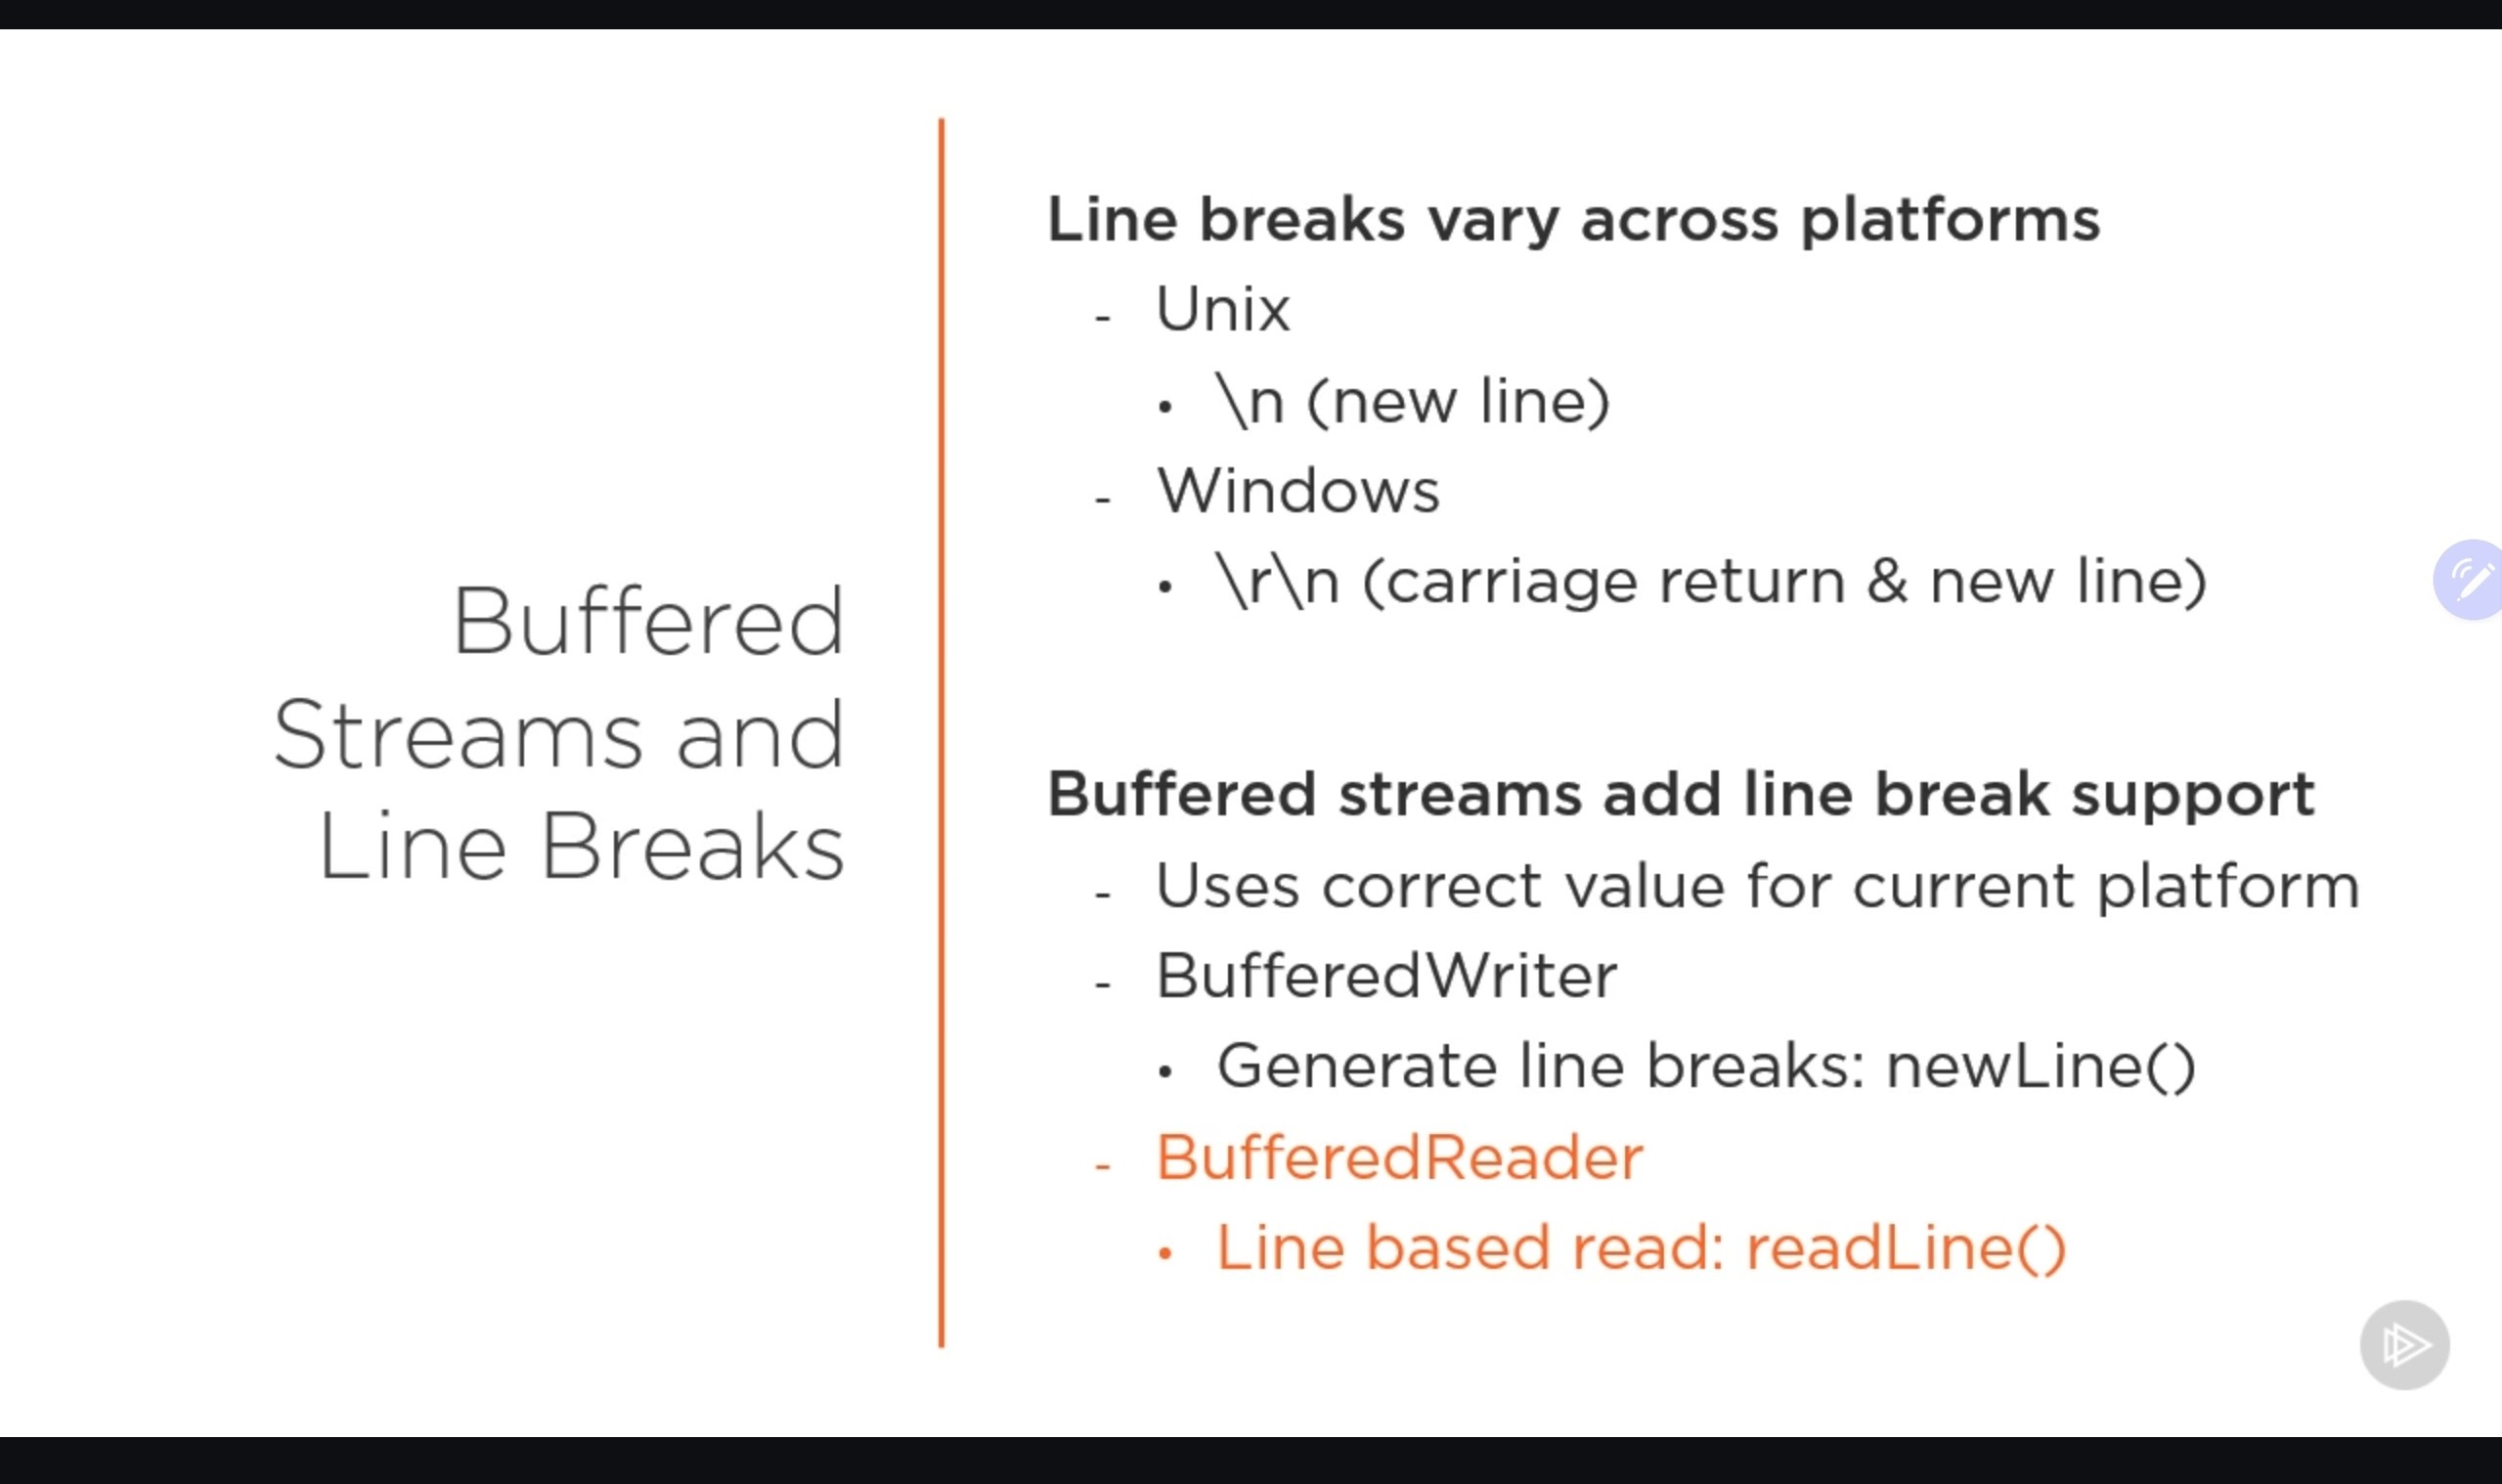 Buffered
Streams and
Line Breaks
Line breaks vary across platforms
- Unix
• \n (new line)
- Windows
• \r\n (carriage return & new line)
Buffered streams add line break support
- Uses correct value for current platform
- BufferedWriter
• Generate line breaks: newLine()
- BufferedReader
• Line based read: readLine()